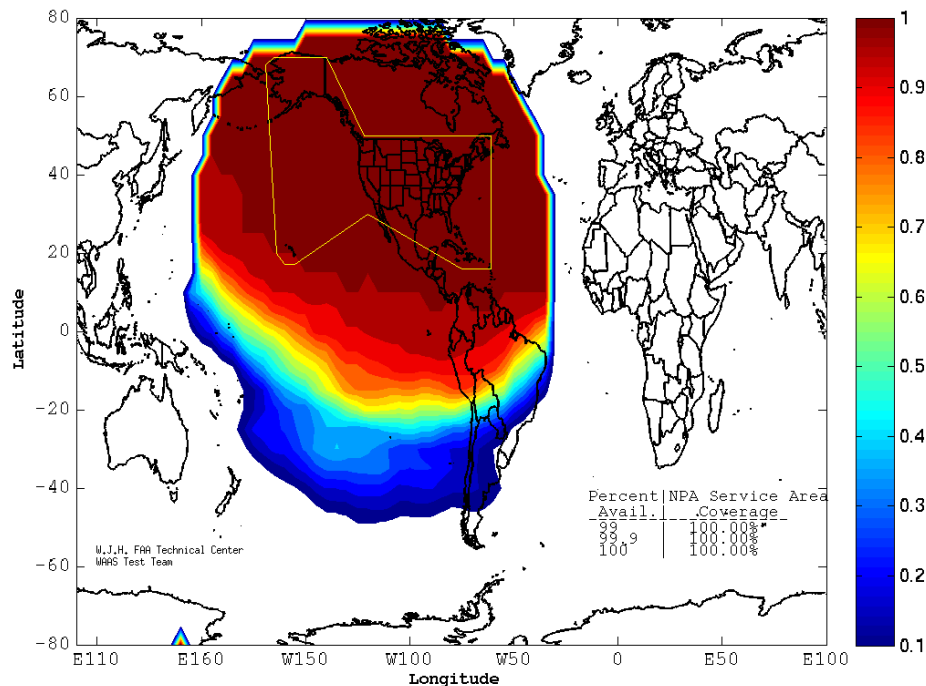 80
60
40
20
0
-20
-40
-60
-80
Latitude
E110 E160 W150 W100 W50 0 E50 E100
Longitude
1
0.9
0.8
0.7
0.6
0.5
0.4
0.3
0.2
0.1
Percent|NPA Service Area
Avail.| Coverage
99 | 100.00%
99.9 | 100.00%
100 | 100.00%
W.J.H. FAA Technical Center
WAAS Test Team